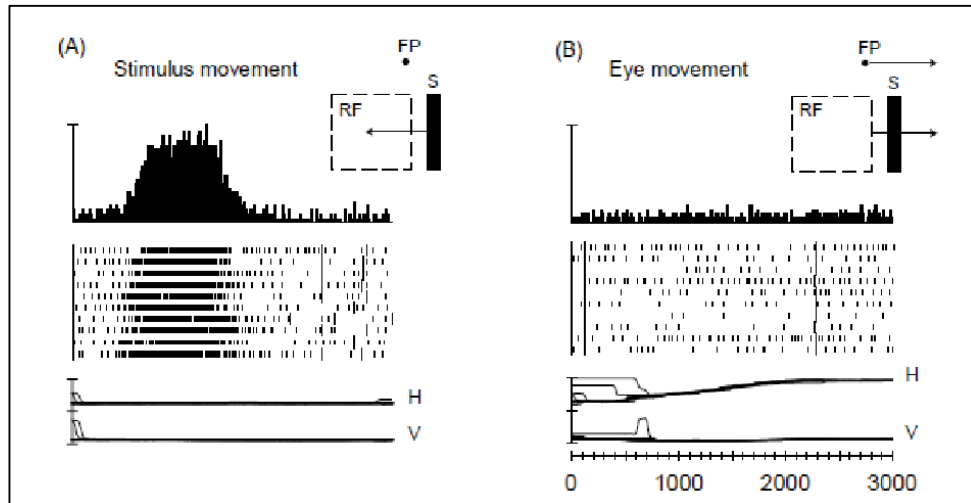 (A)
FP
Stimulus movement
S
RF
H
V
(B)
FP
Eye movement
S
RF
H
V
0 1000 2000 3000